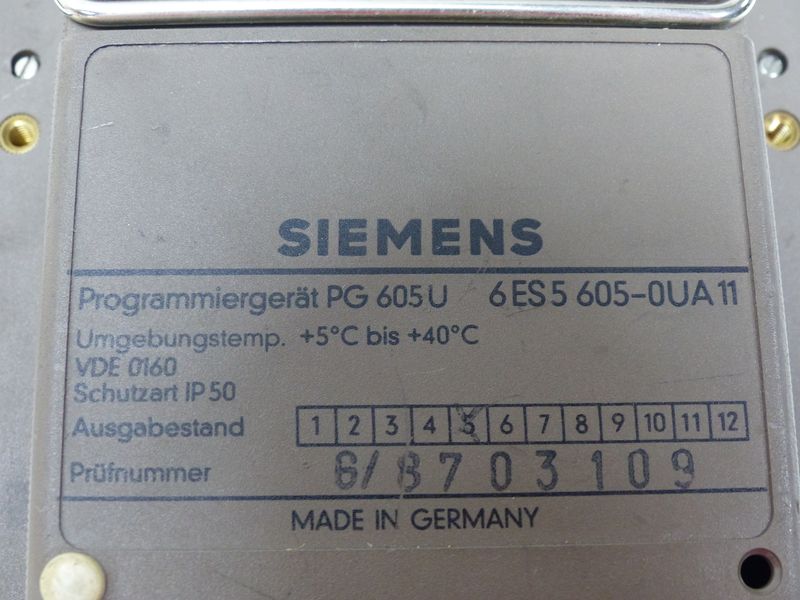 SIEMENS
Programmiergerät PG 605 U 6ES5 605-0UA11
Umgebungstemp. +5°C bis +40°C
VDE 0160
Schutzart IP 50
Ausgabestand 1 2 3 4 5 6 7 8 9 10 11 12
Prüfnummer 6/8703109
MADE IN GERMANY